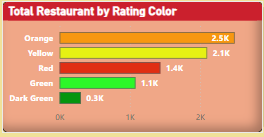 Total Restaurant by Rating Color
Orange 2.5K
Yellow 2.1K
Red 1.4K
Green 1.1K
Dark Green 0.3K
0K 1K 2K